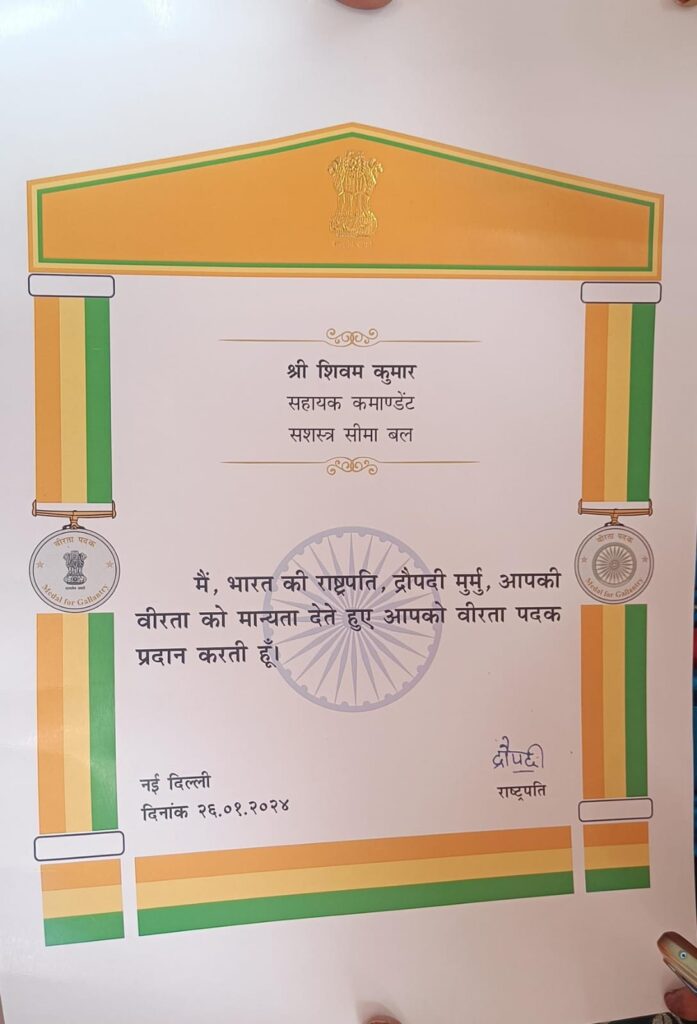 श्री शिवम कुमार
सहायक कमाण्डेंट
सशस्त्र सीमा बल
वीरता पदक
Medal for Gallantry
वीरता पदक
Medal for Gallantry
मैं, भारत की राष्ट्रपति, द्रौपदी मुर्मु, आपकी
वीरता को मान्यता देते हुए आपको वीरता पदक
प्रदान करती हूँ।
द्रौपदी
नई दिल्ली
राष्ट्रपति
दिनांक २६.०१.२०२४